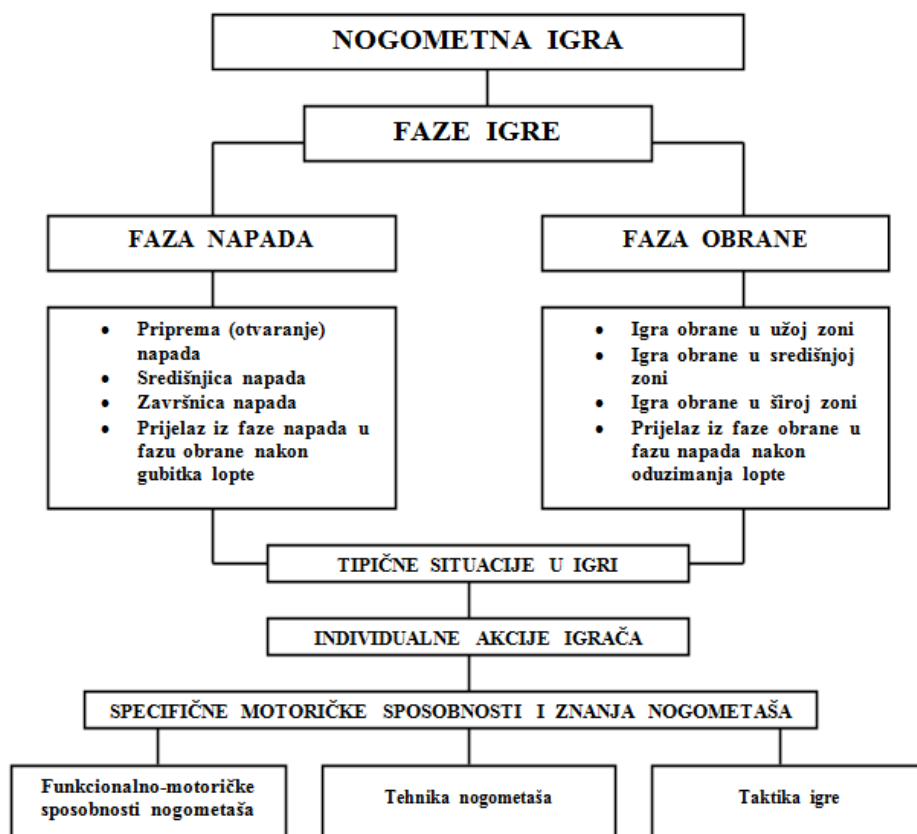 NOGOMETNA IGRA
FAZE IGRE
FAZA NAPADA
FAZA OBRANE
• Priprema (otvaranje)
napada
• Središnjica napada
• Završnica napada
• Prijelaz iz faze napada u
fazu obrane nakon
gubitka lopte
• Igra obrane u užoj zoni
• Igra obrane u središnjoj
zoni
• Igra obrane u široj zoni
• Prijelaz iz faze obrane u
fazu napada nakon
oduzimanja lopte
TIPIČNE SITUACIJE U IGRI
INDIVIDUALNE AKCIJE IGRAČA
SPECIFIČNE MOTORIČKE SPOSOBNOSTI I ZNANJA NOGOMETAŠA
Funkcionalno-motoričke
sposobnosti nogometaša
Tehnika nogometaša
Taktika igre